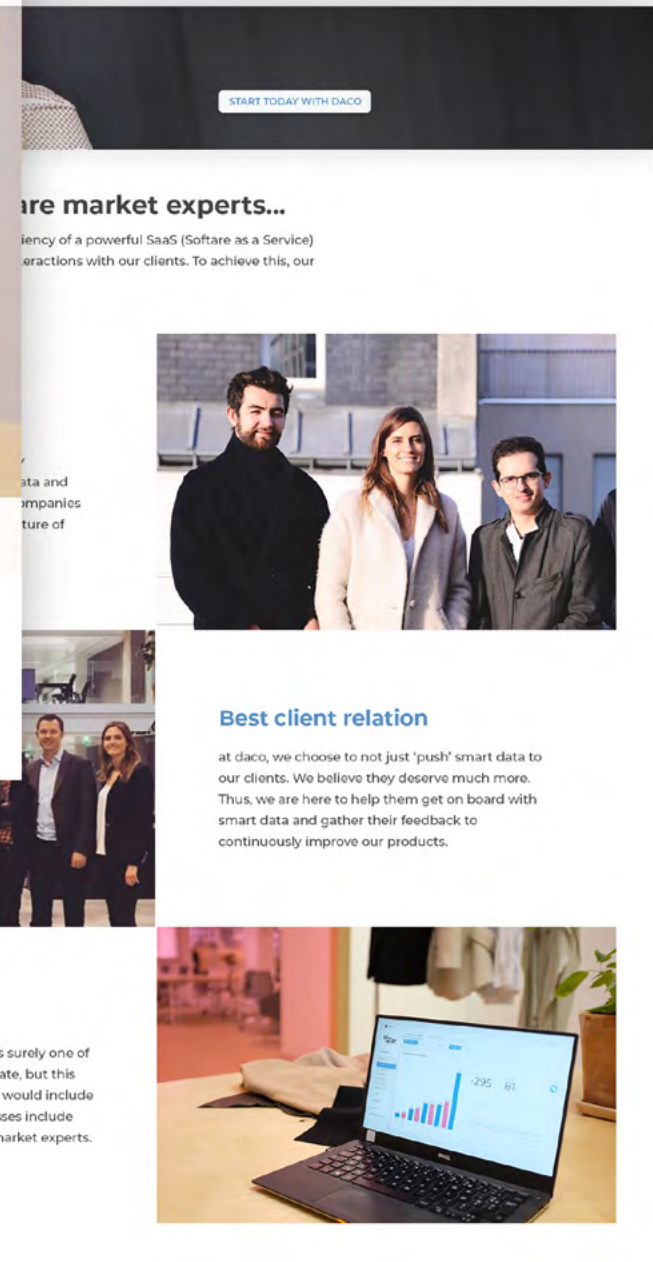 START TODAY WITH DACO
are market experts...
iency of a powerful SaaS (Softare as a Service)
eractions with our clients. To achieve this, our
ata and
ompanies
ture of
Best client relation
at daco, we choose to not just 'push' smart data to
our clients. We believe they deserve much more.
Thus, we are here to help them get on board with
smart data and gather their feedback to
continuously improve our products.
s surely one of
ate, but this
would include
sses include
market experts.
-295 81
DELL